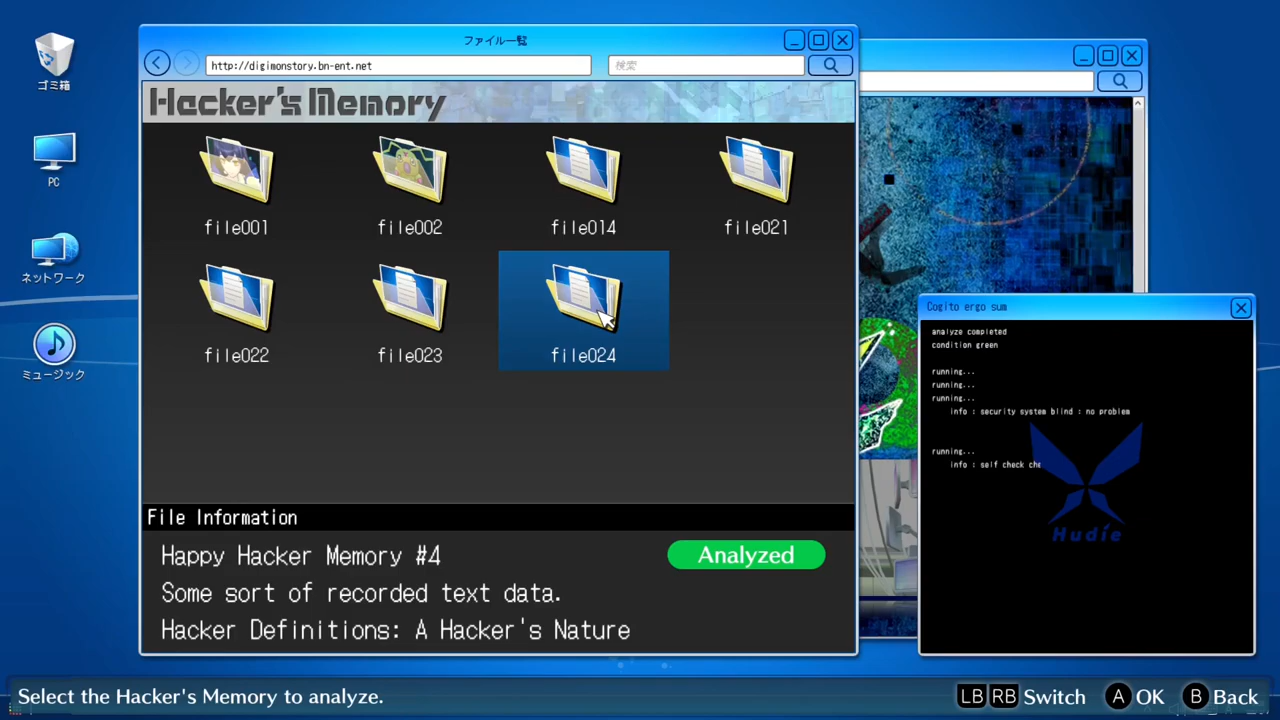 ゴミ箱
PC
ネットワーク
ミュージック
ファイル一覧
http://digimonstory.bn-ent.net
検索
Hacker's Memory
file001
file002
file014
file021
file022
file023
file024
File Information
Happy Hacker Memory #4
Analyzed
Some sort of recorded text data.
Hacker Definitions: A Hacker's Nature
Cogito ergo sum
analyze completed
condition green
running...
running...
running...
info : security system blind : no problem
running...
info : self check che
Hudie
Select the Hacker's Memory to analyze.
LB RB Switch A OK B Back